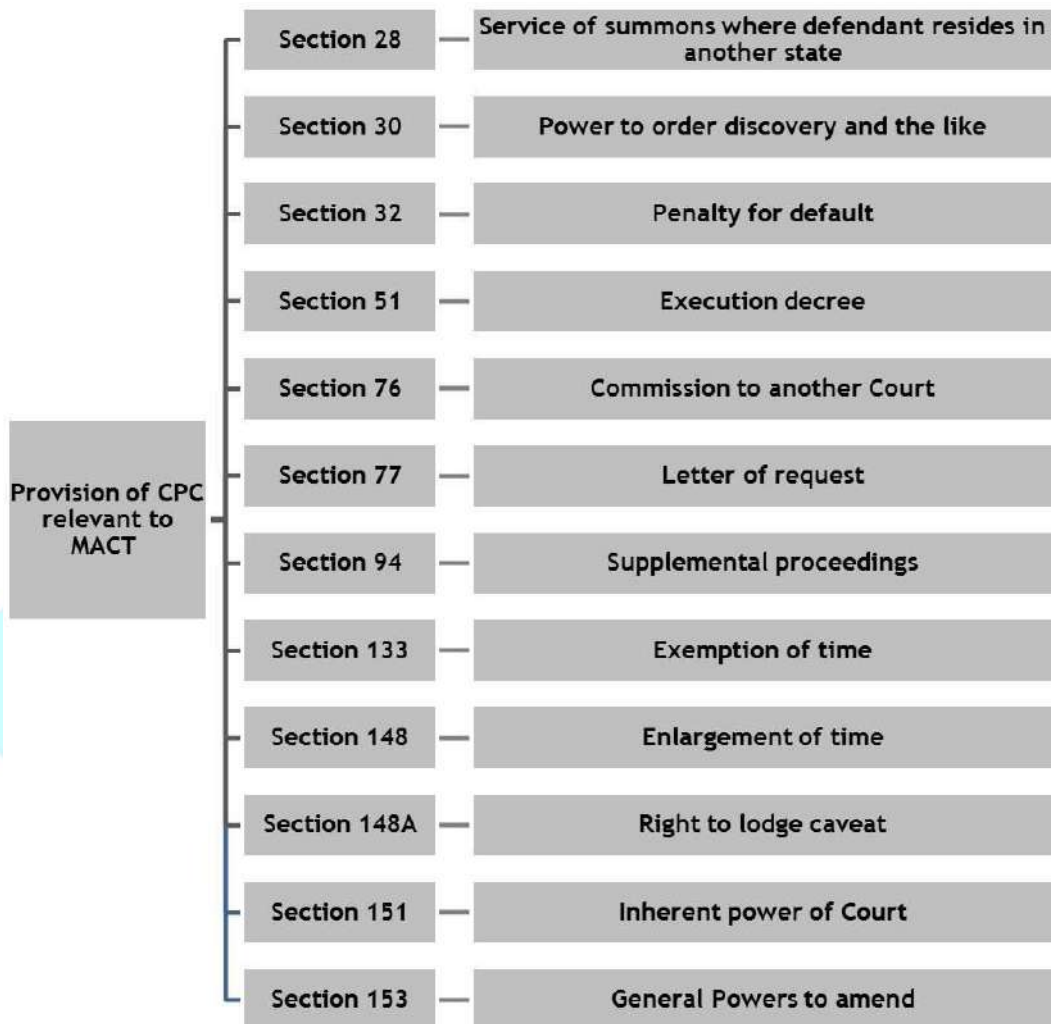 Provision of CPC
relevant to
MACT
Section 28
Service of summons where defendant resides in
another state
Section 30
Power to order discovery and the like
Section 32
Penalty for default
Section 51
Execution decree
Section 76
Commission to another Court
Section 77
Letter of request
Section 94
Supplemental proceedings
Section 133
Exemption of time
Section 148
Enlargement of time
Section 148A
Right to lodge caveat
Section 151
Inherent power of Court
Section 153
General Powers to amend